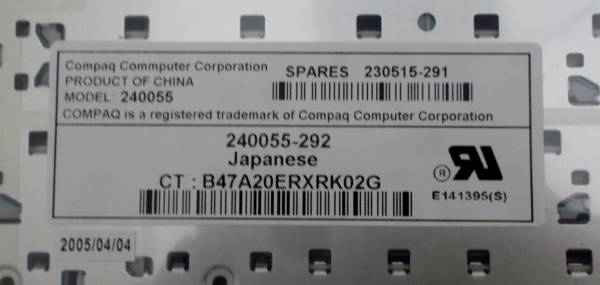 Compaq Commputer Corporation
SPARES 230515-291
PRODUCT OF CHINA
MODEL: 240055
COMPAQ is a registered trademark of Compaq Computer Corporation
240055-292
Japanese
CT : B47A20ERXRK02G
® UR
E141395(S)
2005/04/04